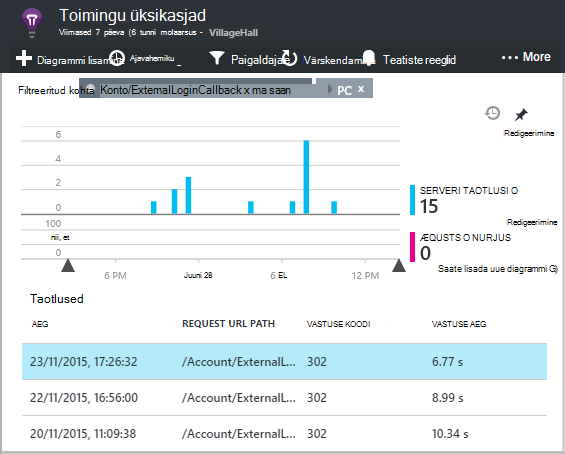 Toimingu üksikasjad
Viimased 7 päeva (6 tunni molaarsus - VillageHall
Diagrammi lisamine Ajavahemiku _ Paigaldajale Värskendamine Teatiste reeglid ... More
Filtreeritud kohta Konto/ExternalLoginCallback x ma saan PC x
Redigeerimine
6
4
2
0
SERVERI TAOTLUSI O
15
Redigeerimine
100
nii, et
0
ÆQUSTS O NURJUS
0
Saate lisada uue diagrammi G)
6 PM Juuni 28 6 EL 12 PM
Taotlused
AEG REQUEST URL PATH VASTUSE KOODI VASTUSE AEG
23/11/2015, 17:26:32 /Account/ExternalL... 302 6.77 s
22/11/2015, 16:56:00 /Account/ExternalL... 302 8.99 s
20/11/2015, 11:09:38 /Account/ExternalL... 302 10.34 s